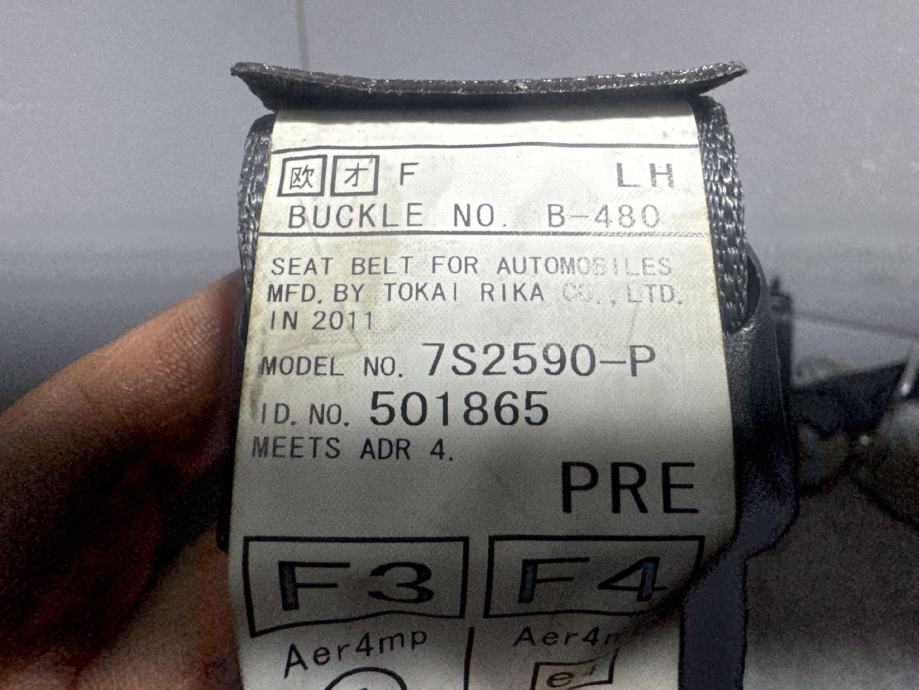 欧 オ F LH
BUCKLE NO. B-480
SEAT BELT FOR AUTOMOBILES
MFD. BY TOKAI RIKA CO., LTD.
IN 2011
MODEL NO. 7S2590-P
ID. NO. 501865
MEETS ADR 4.
PRE
F3 F4
Aer4mp
e4